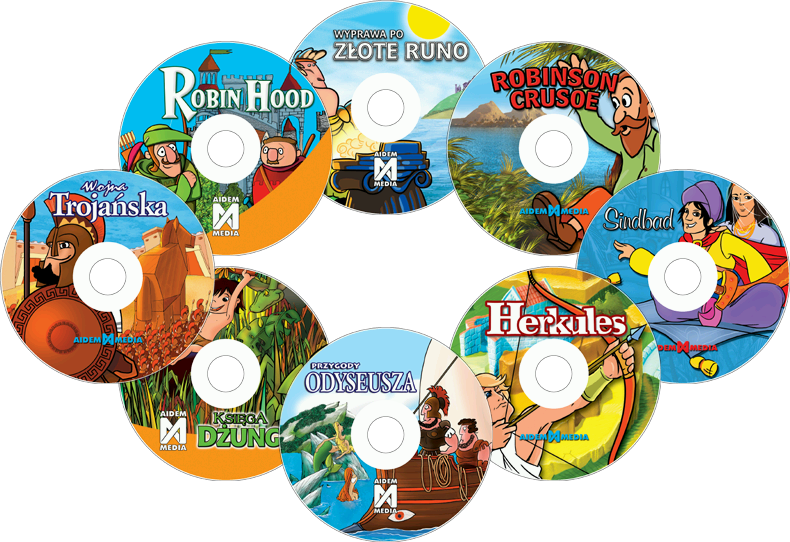 WYPRAWA PO
ZŁOTE RUNO
AIDEM
MEDIA
ROBIN HOOD
AIDEM
MEDIA
ROBINSON
CRUSOE
AIDEM MEDIA
Wojna
Trojańska
AIDEM MEDIA
Sindbad
DEM MEDIA
KSIĘGA
DŻUNG
AIDEM
MEDIA
PRZYGODY
ODYSEUSZA
AIDEM
MEDIA
Herkules
AIDEM MEDIA